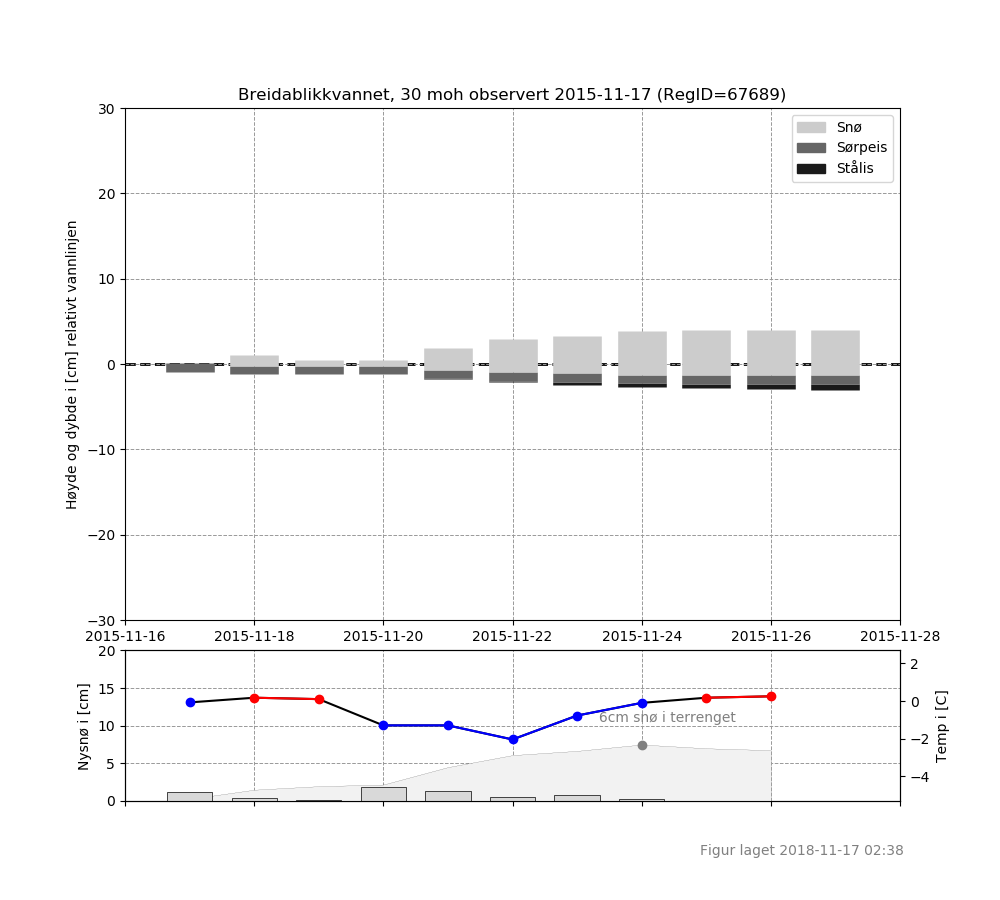 Breidablikkvannet, 30 moh observert 2015-11-17 (RegID=67689)
Høyde og dybde i [cm] relativt vannlinjen
30
20
10
0
−10
−20
−30
Snø
Sørpeis
Stålis
2015-11-16
2015-11-18
2015-11-20
2015-11-22
2015-11-24
2015-11-26
2015-11-28
Nysnø i [cm]
20
15
10
5
0
6cm snø i terrenget
2
0
−2
−4
Temp i [C]
Figur laget 2018-11-17 02:38